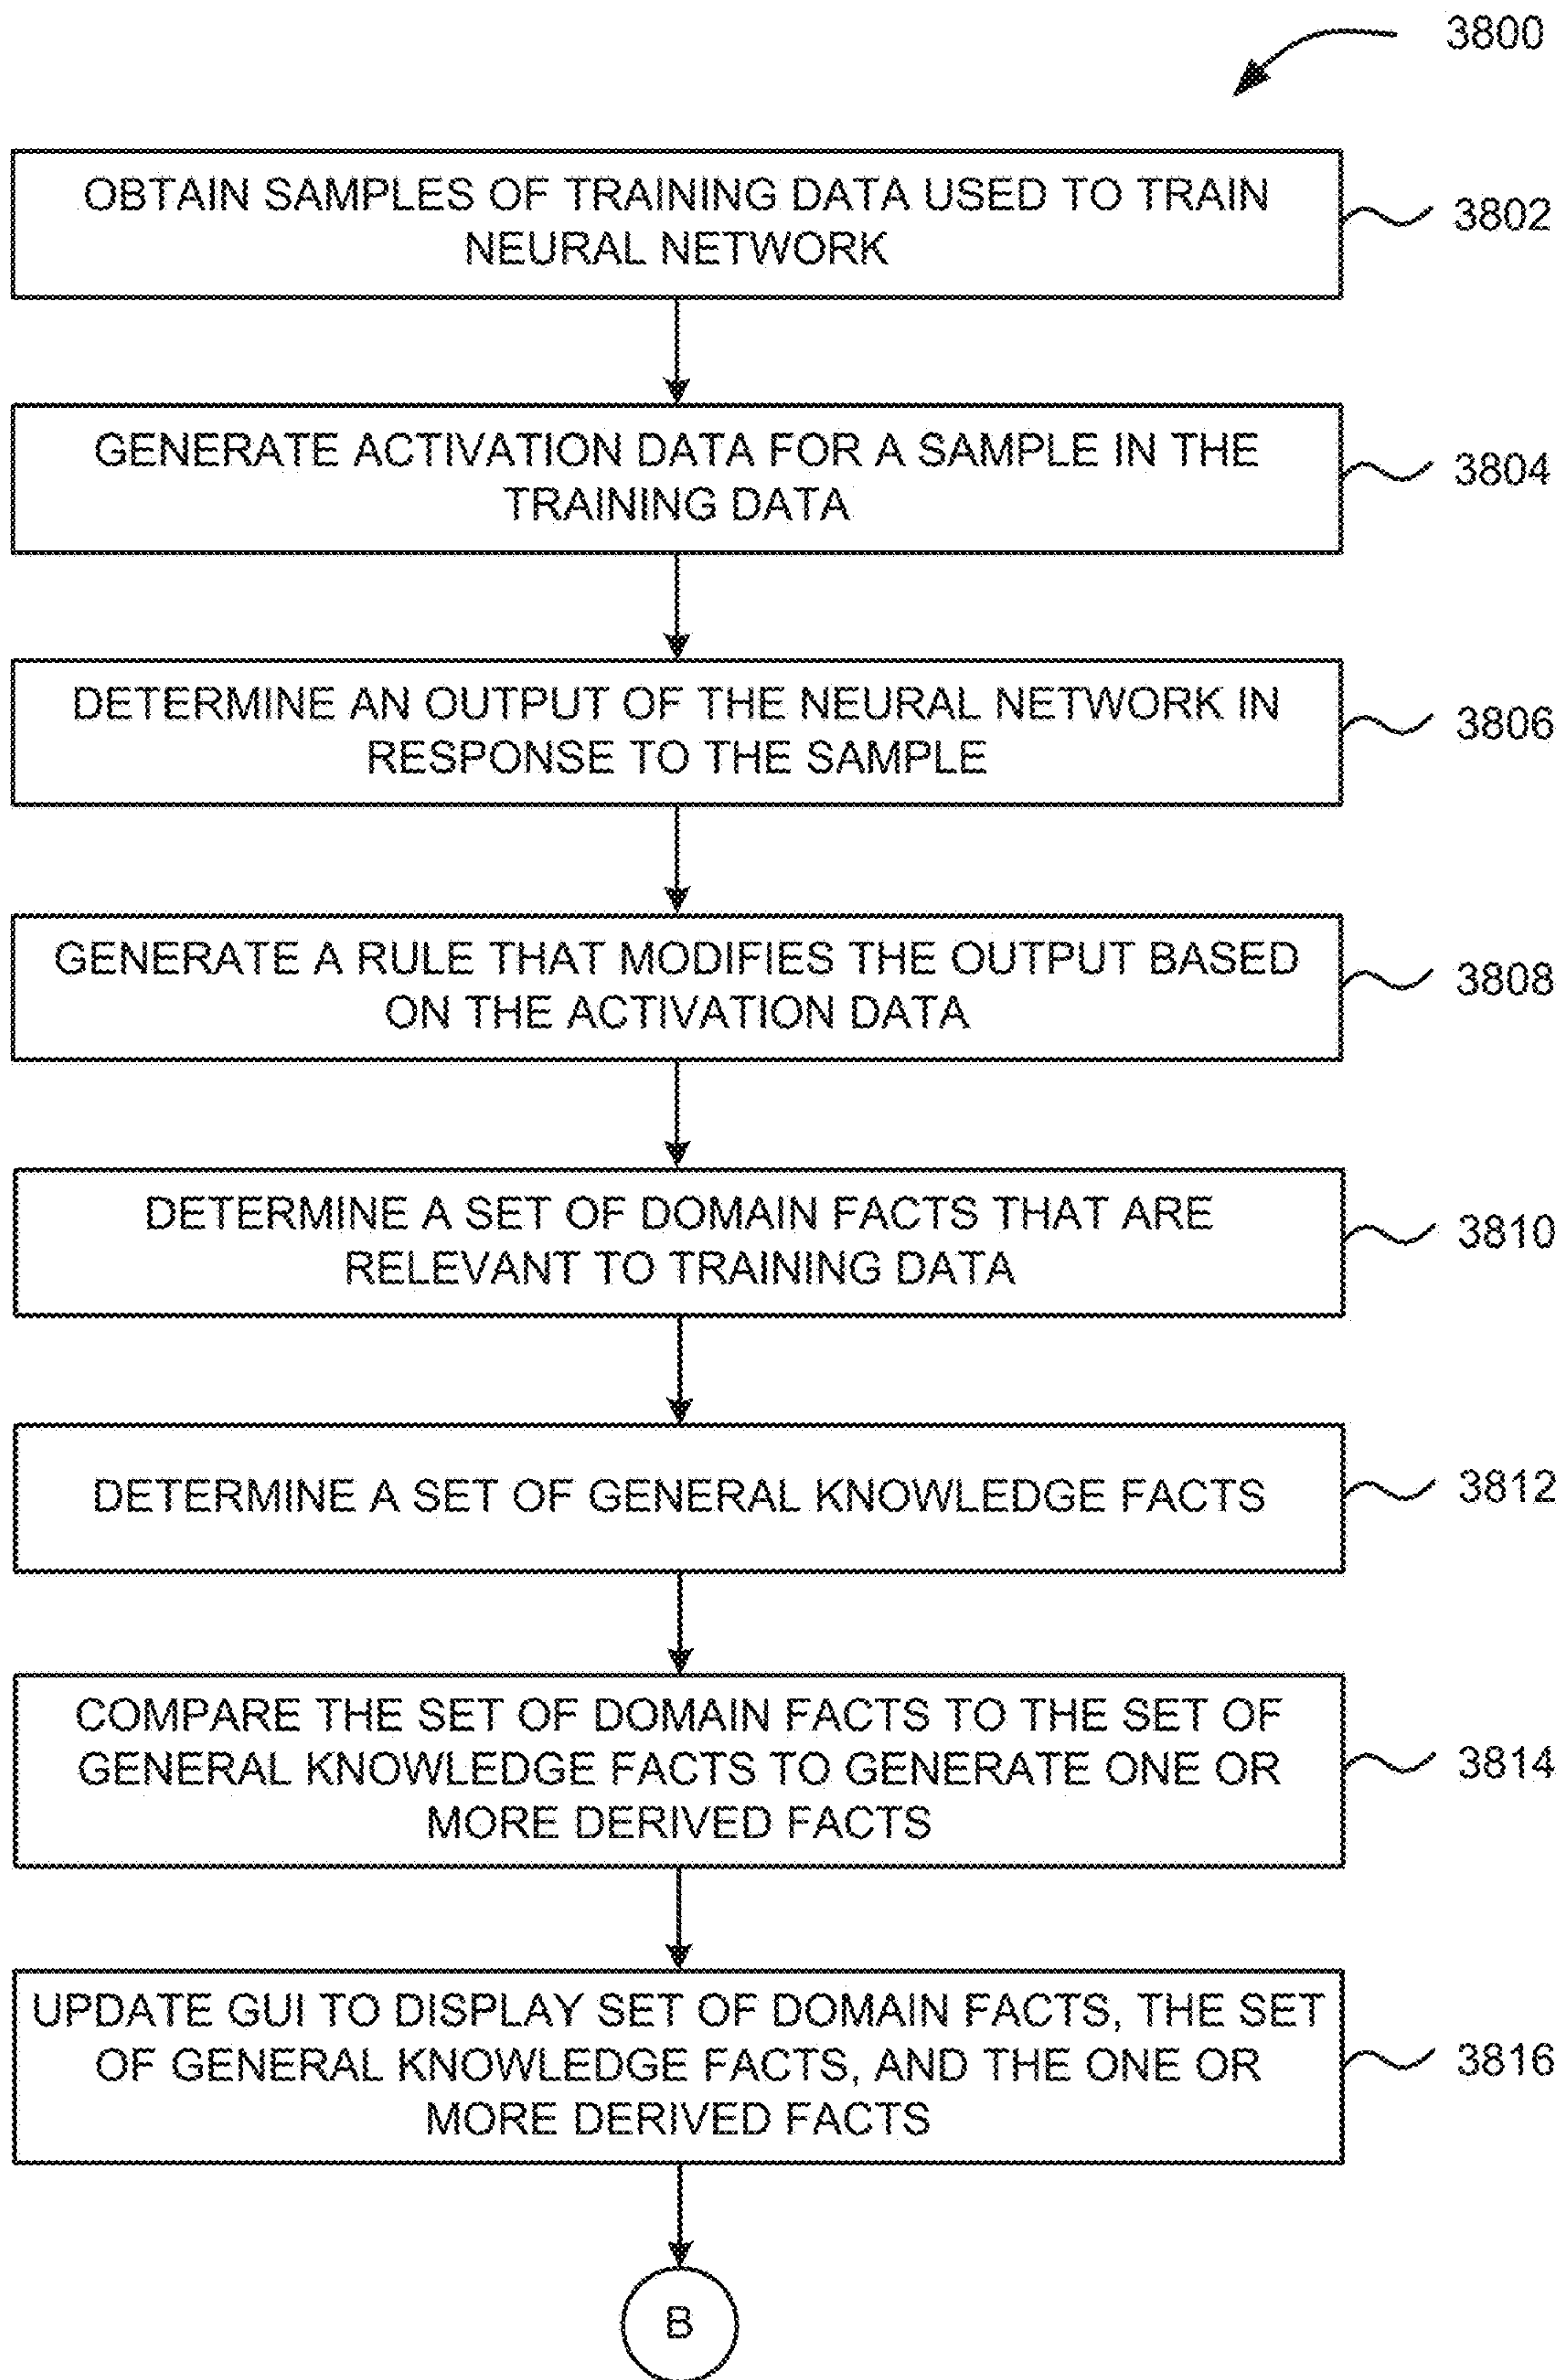 3800
OBTAIN SAMPLES OF TRAINING DATA USED TO TRAIN
NEURAL NETWORK
3802
GENERATE ACTIVATION DATA FOR A SAMPLE IN THE
TRAINING DATA
3804
DETERMINE AN OUTPUT OF THE NEURAL NETWORK IN
RESPONSE TO THE SAMPLE
3806
GENERATE A RULE THAT MODIFIES THE OUTPUT BASED
ON THE ACTIVATION DATA
3808
DETERMINE A SET OF DOMAIN FACTS THAT ARE
RELEVANT TO TRAINING DATA
3810
DETERMINE A SET OF GENERAL KNOWLEDGE FACTS
3812
COMPARE THE SET OF DOMAIN FACTS TO THE SET OF
GENERAL KNOWLEDGE FACTS TO GENERATE ONE OR
MORE DERIVED FACTS
3814
UPDATE GUI TO DISPLAY SET OF DOMAIN FACTS, THE SET
OF GENERAL KNOWLEDGE FACTS, AND THE ONE OR
MORE DERIVED FACTS
3816
B